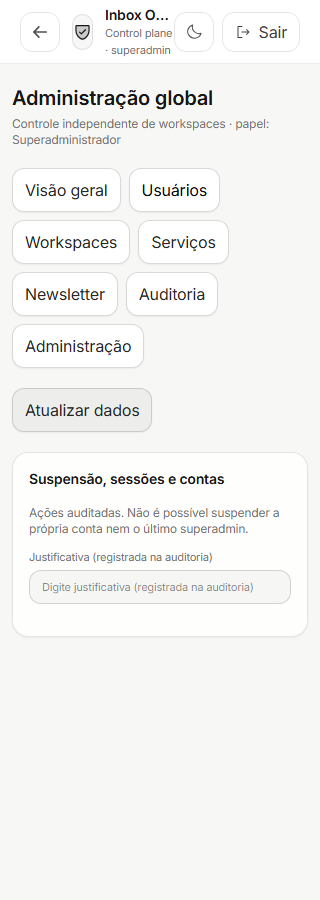 Inbox O...
Control plane
· superadmin
Sair
Administração global
Controle independente de workspaces · papel:
Superadministrador
Visão geral
Usuários
Workspaces
Serviços
Newsletter
Auditoria
Administração
Atualizar dados
Suspensão, sessões e contas
Ações auditadas. Não é possível suspender a
própria conta nem o último superadmin.
Justificativa (registrada na auditoria)
Digite justificativa (registrada na auditoria)